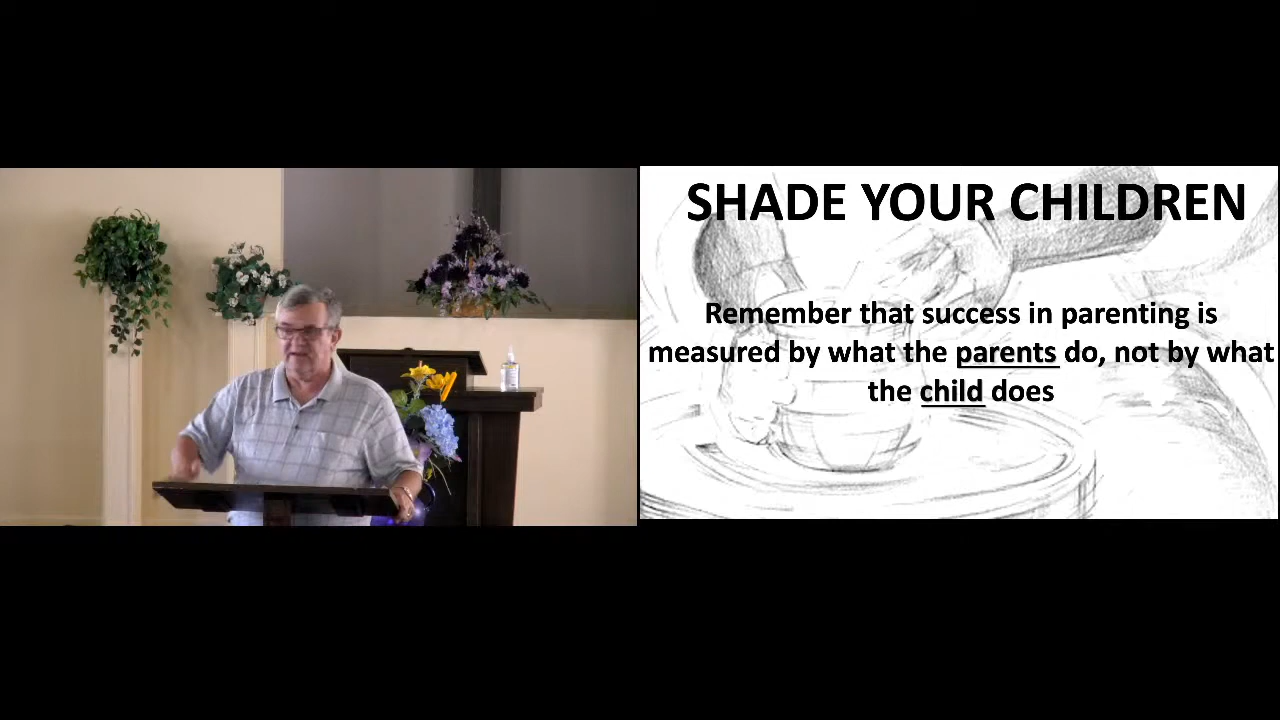 SHADE YOUR CHILDREN
Remember that success in parenting is
measured by what the parents do, not by what
the child does